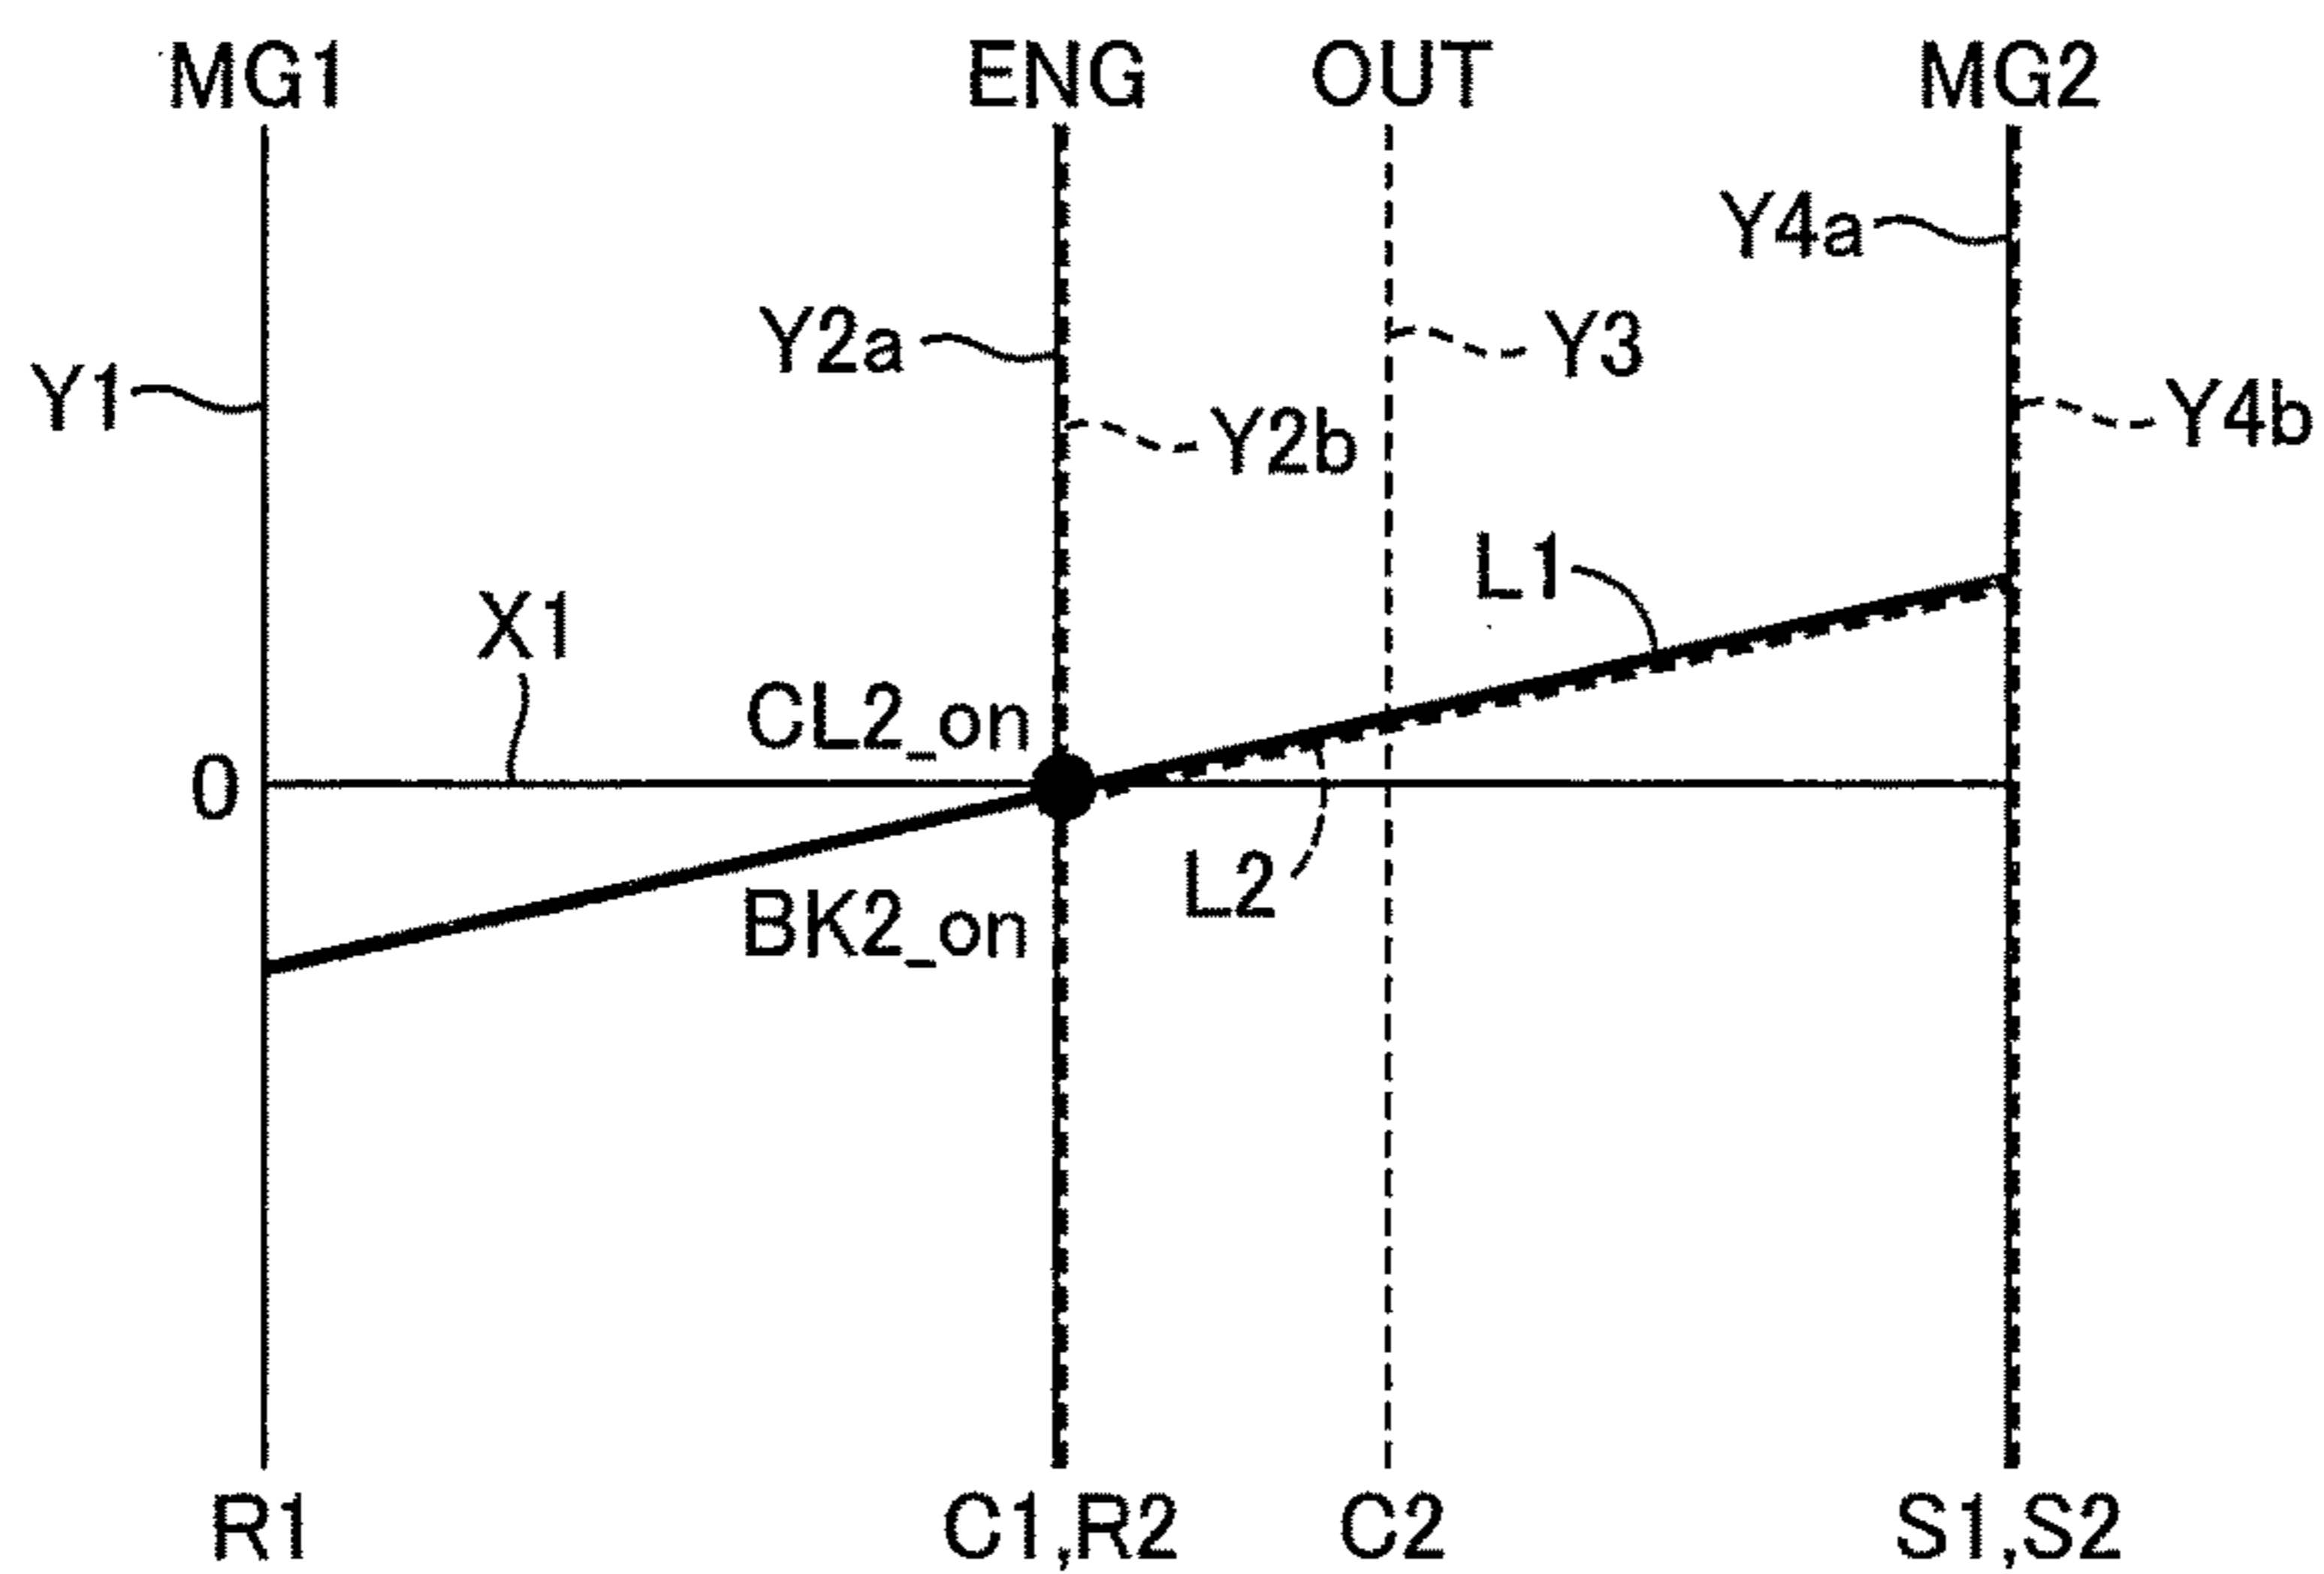 MG1 ENG OUT MG2
Y4a
Y2a Y3
Y1 Y2b Y4b
L1
X1
CL2_on
0
L2
BK2_on
R1 C1,R2 C2 S1,S2